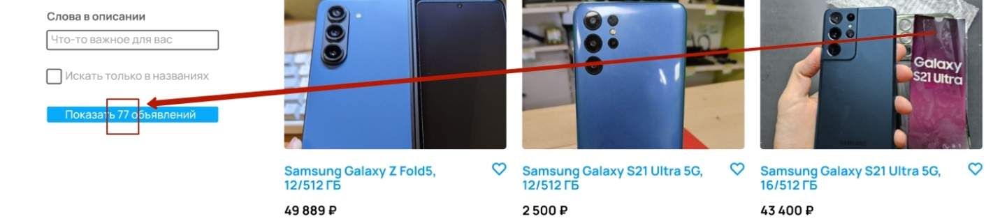 Слова в описании
Что-то важное для вас
Искать только в названиях
Показать 77 объявлений
Galaxy
S21 Ultra
Samsung Galaxy Z Fold5,
12/512 ГБ
49 889 ₽
Samsung Galaxy S21 Ultra 5G,
12/512 ГБ
2 500 ₽
SAMSUNG
Samsung Galaxy S21 Ultra 5G,
16/512 ГБ
43 400 ₽